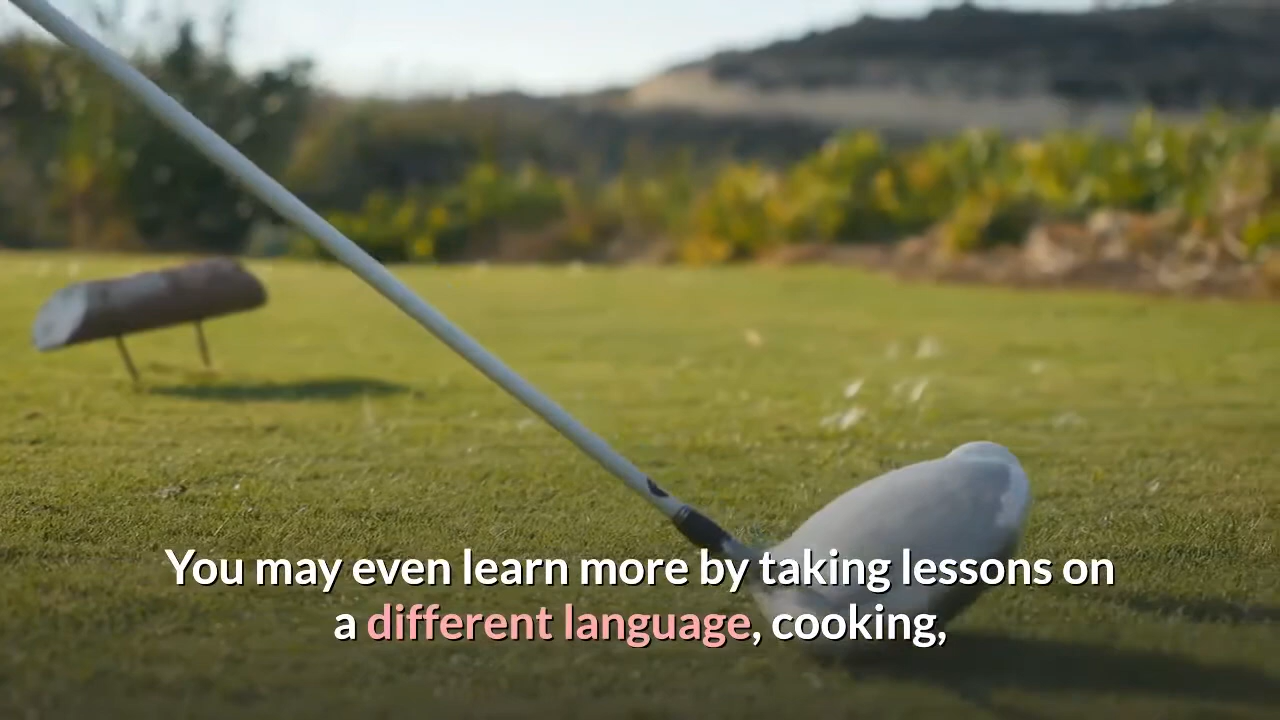 You may even learn more by taking lessons on
a different language, cooking,